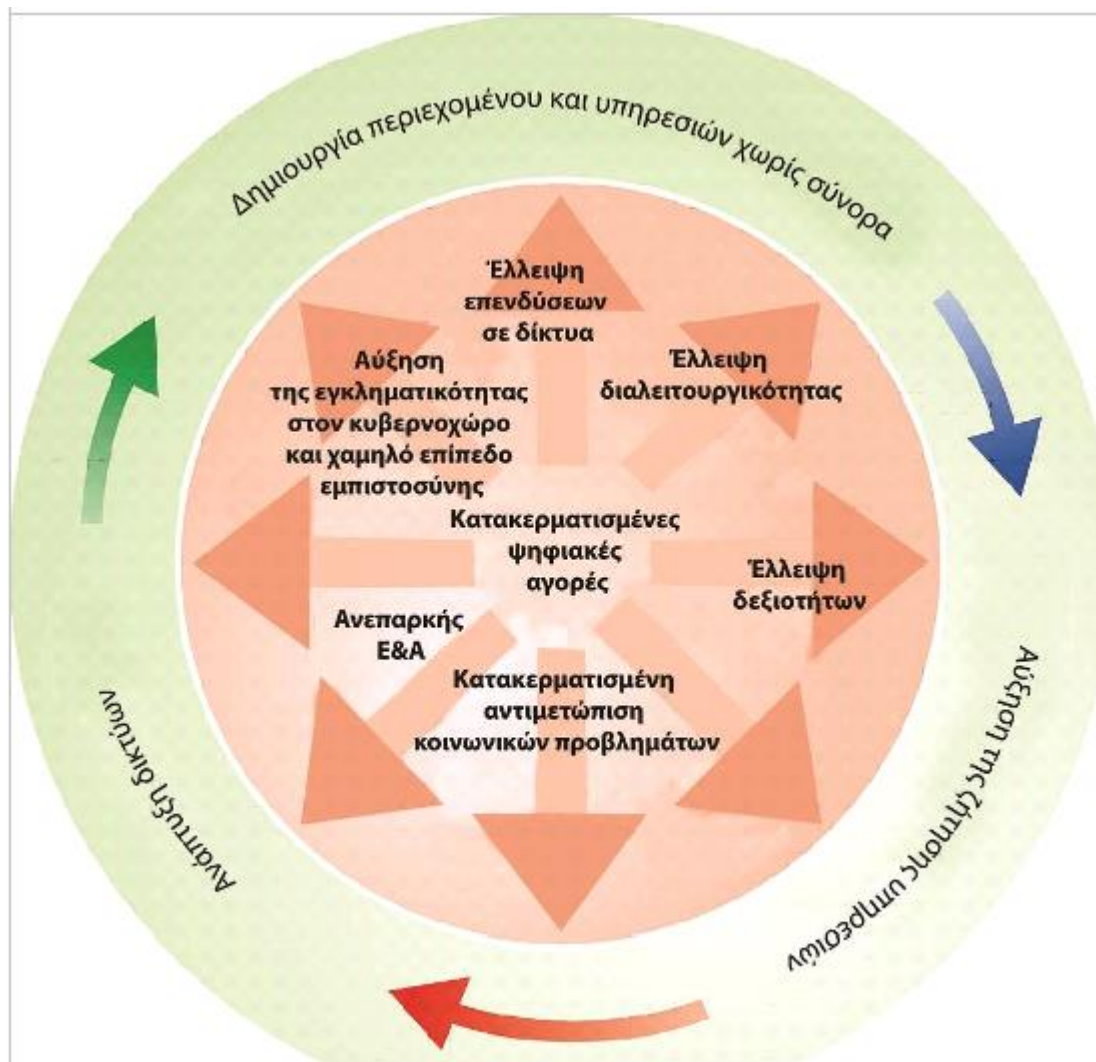 Δημιουργία περιεχομένου και υπηρεσιών χωρίς σύνορα
Έλλειψη
επενδύσεων
σε δίκτυα
Έλλειψη
διαλειτουργικότητας
Αύξηση
της εγκληματικότητας
στον κυβερνοχώρο
και χαμηλό επίπεδο
εμπιστοσύνης
Κατακερματισμένες
ψηφιακές
αγορές
Έλλειψη
δεξιοτήτων
Ανεπαρκής
Ε&Α
Κατακερματισμένη
αντιμετώπιση
κοινωνικών προβλημάτων
Αύξηση της ζήτησης υπηρεσιών
Ανάπτυξη δικτύων